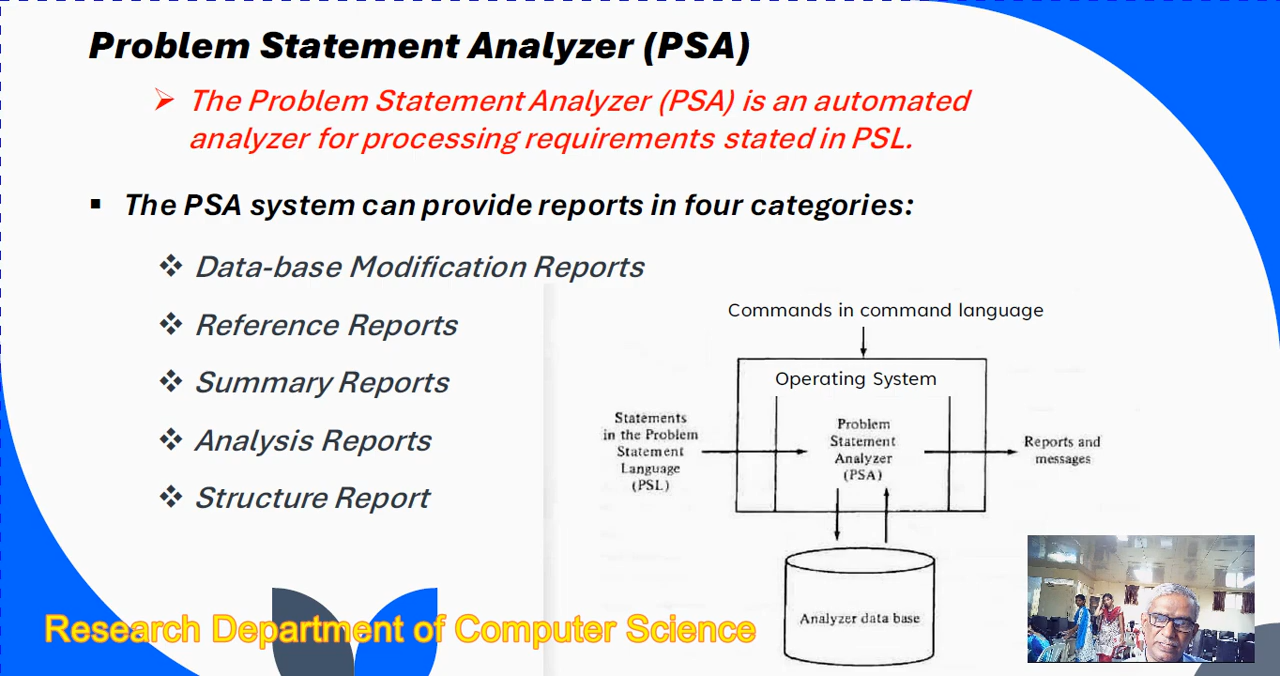 Problem Statement Analyzer (PSA)
The Problem Statement Analyzer (PSA) is an automated
analyzer for processing requirements stated in PSL.
The PSA system can provide reports in four categories:
Data-base Modification Reports
Reference Reports
Summary Reports
Analysis Reports
Structure Report
Commands in command language
Operating System
Statements
in the Problem
Statement
Language
(PSL)
Problem
Statement
Analyzer
(PSA)
Reports and
messages
Analyzer data base
Research Department of Computer Science